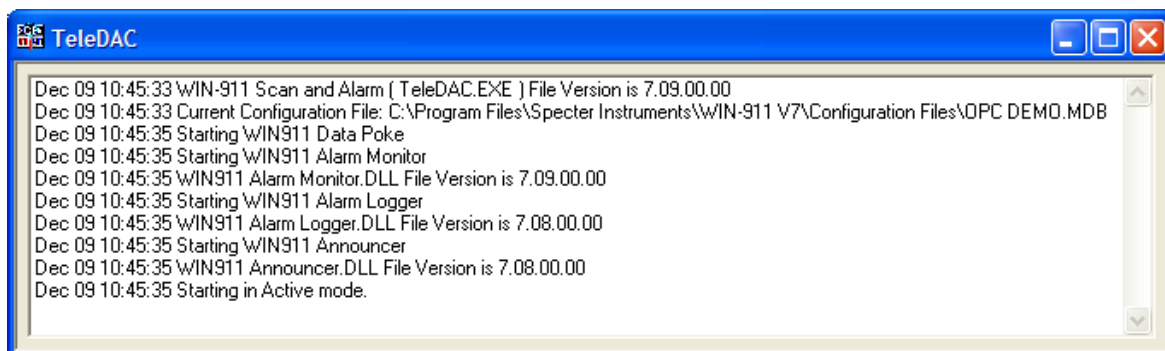 TeleDAC
Dec 09 10:45:33 WIN-911 Scan and Alarm ( TeleDAC.EXE ) File Version is 7.09.00.00
Dec 09 10:45:33 Current Configuration File: C:\Program Files\Specter Instruments\WIN-911 V7\Configuration Files\OPC DEMO.MDB
Dec 09 10:45:35 Starting WIN911 Data Poke
Dec 09 10:45:35 Starting WIN911 Alarm Monitor
Dec 09 10:45:35 WIN911 Alarm Monitor.DLL File Version is 7.09.00.00
Dec 09 10:45:35 Starting WIN911 Alarm Logger
Dec 09 10:45:35 WIN911 Alarm Logger.DLL File Version is 7.08.00.00
Dec 09 10:45:35 Starting WIN911 Announcer
Dec 09 10:45:35 WIN911 Announcer.DLL File Version is 7.08.00.00
Dec 09 10:45:35 Starting in Active mode.